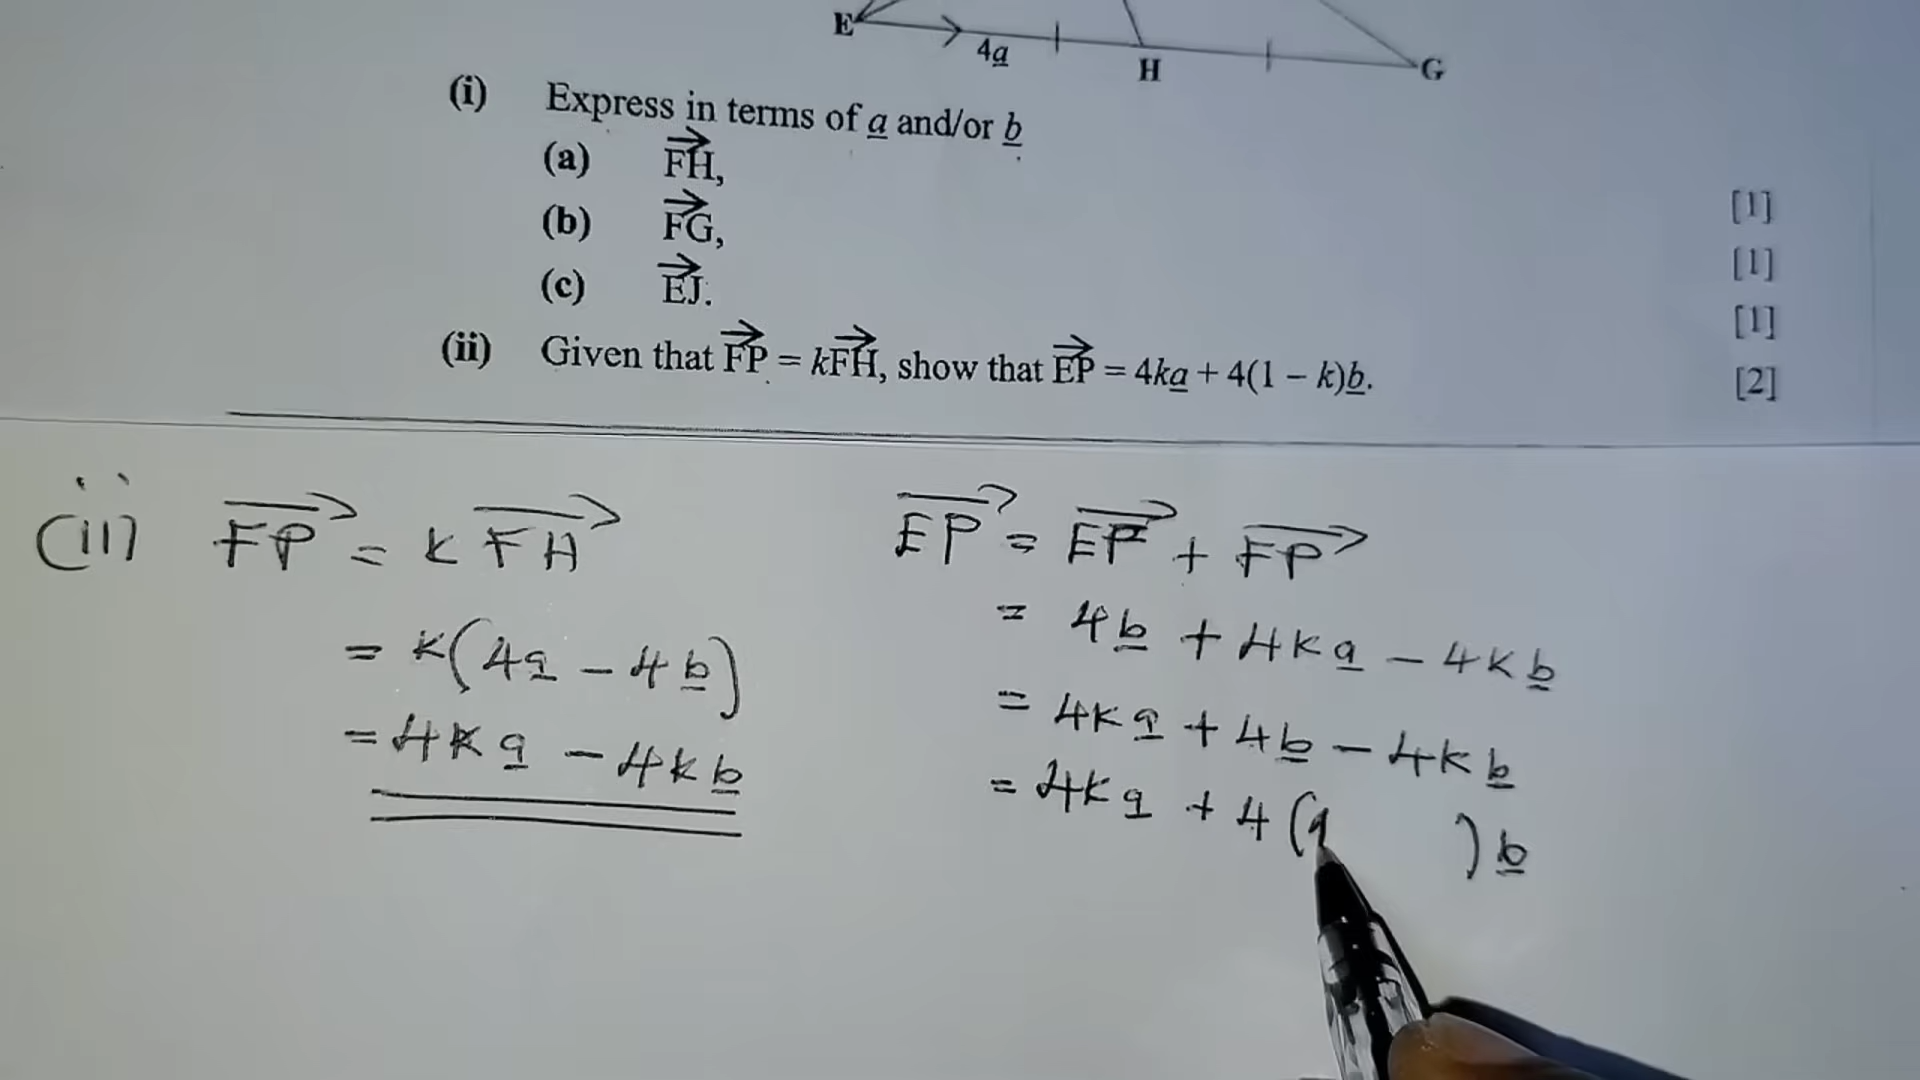 E
4a
H
G
(i) Express in terms of a and/or b
(a) FH, [1]
(b) FG, [1]
(c) EJ. [1]
(ii) Given that FP = kFH, show that EP = 4ka + 4(1 – k)b. [2]
(ii) FP = k FH
= k(4a – 4b)
= 4ka – 4kb
EP = EF + FP
= 4b + 4ka – 4kb
= 4ka + 4b – 4kb
= 4ka + 4(1 )b